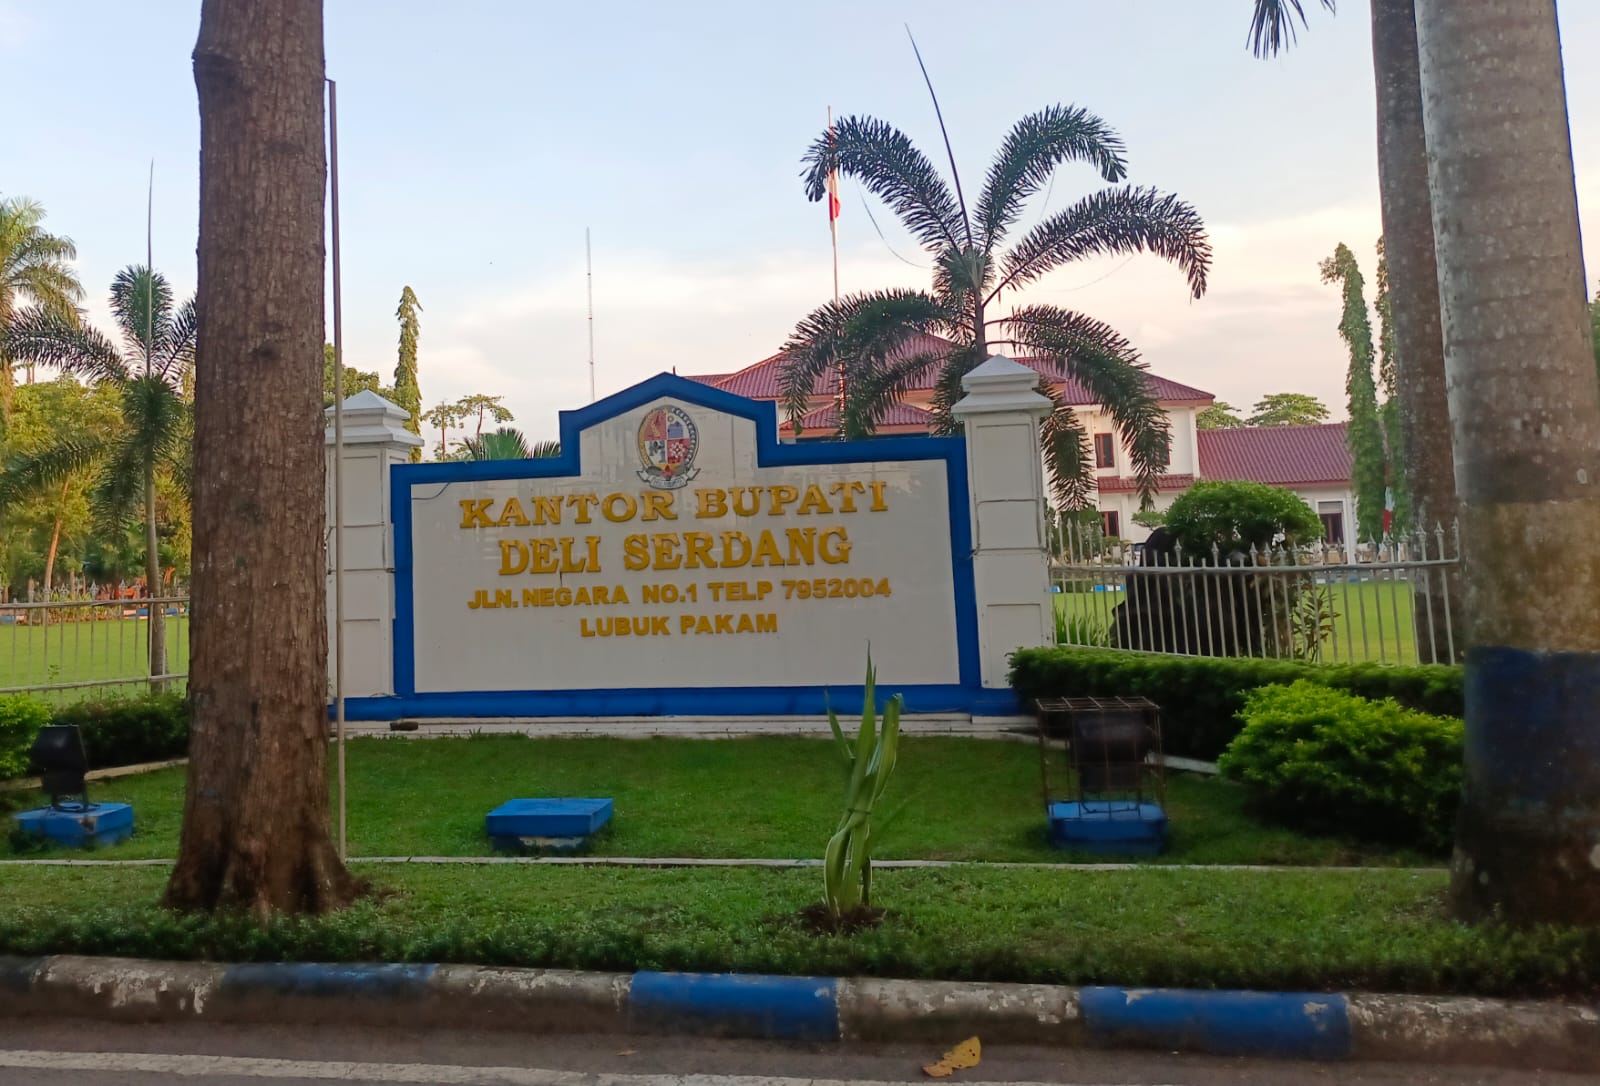 KANTOR BUPATI
DELI SERDANG
JLN. NEGARA NO.1 TELP 7952004
LUBUK PAKAM